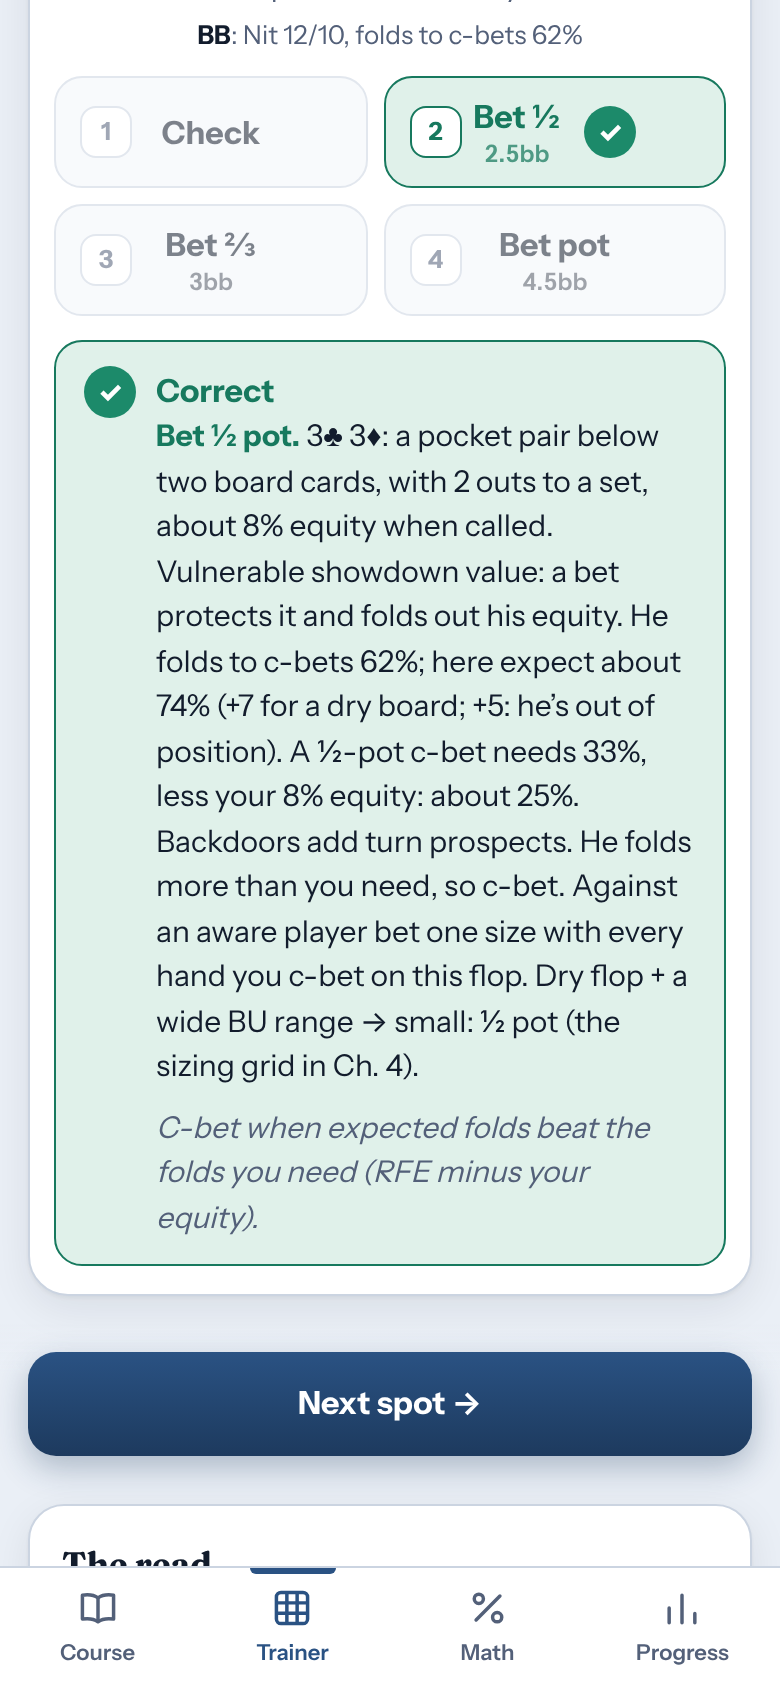 BB: Nit 12/10, folds to c-bets 62%
1 Check
2 Bet ½
2.5bb
3 Bet ⅔
3bb
4 Bet pot
4.5bb
Correct
Bet ½ pot. 3♣ 3♦: a pocket pair below
two board cards, with 2 outs to a set,
about 8% equity when called.
Vulnerable showdown value: a bet
protects it and folds out his equity. He
folds to c-bets 62%; here expect about
74% (+7 for a dry board; +5: he’s out of
position). A ½-pot c-bet needs 33%,
less your 8% equity: about 25%.
Backdoors add turn prospects. He folds
more than you need, so c-bet. Against
an aware player bet one size with every
hand you c-bet on this flop. Dry flop + a
wide BU range → small: ½ pot (the
sizing grid in Ch. 4).
C-bet when expected folds beat the
folds you need (RFE minus your
equity).
Next spot →
The read
Course
Trainer
Math
Progress